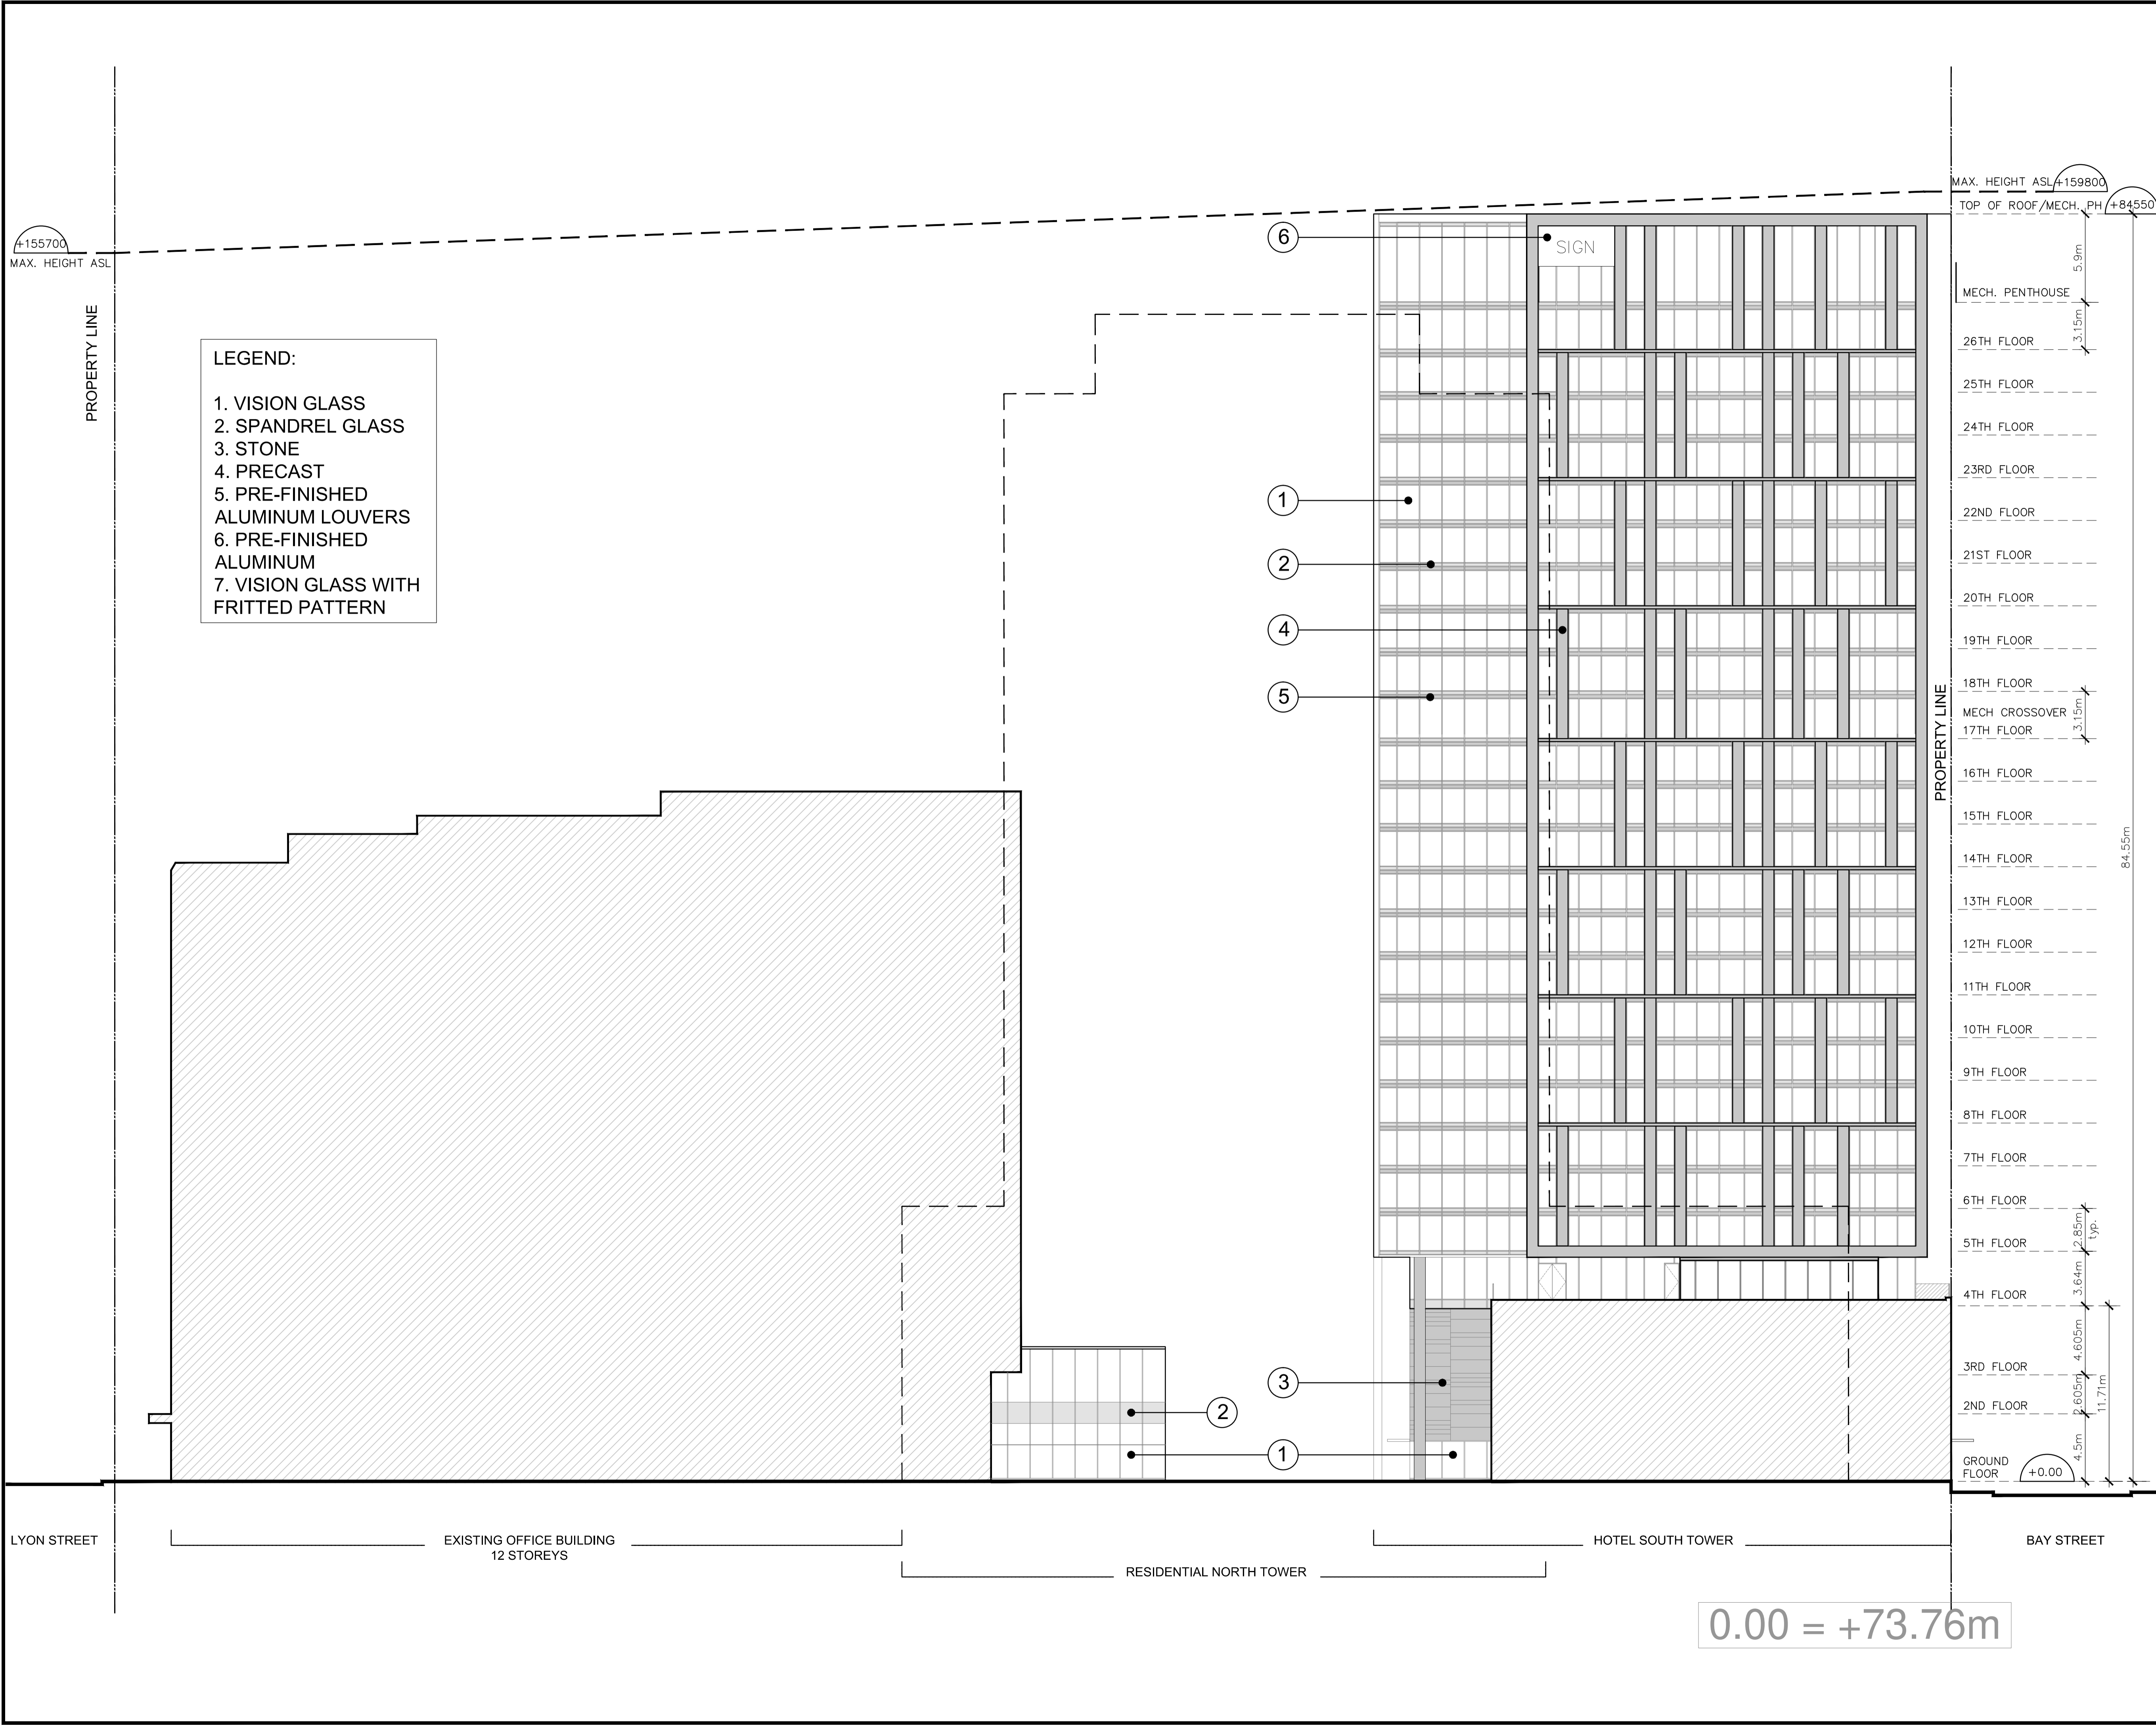 MAX. HEIGHT ASL
+159800
TOP OF ROOF/MECH. PH
+84550
+155700
MAX. HEIGHT ASL
PROPERTY LINE
LEGEND:
1. VISION GLASS
2. SPANDREL GLASS
3. STONE
4. PRECAST
5. PRE-FINISHED
ALUMINUM LOUVERS
6. PRE-FINISHED
ALUMINUM
7. VISION GLASS WITH
FRITTED PATTERN
6
SIGN
1
2
4
5
3
2
1
PROPERTY LINE
5.9m
MECH. PENTHOUSE
3.15m
26TH FLOOR
25TH FLOOR
24TH FLOOR
23RD FLOOR
22ND FLOOR
21ST FLOOR
20TH FLOOR
19TH FLOOR
18TH FLOOR
MECH CROSSOVER
3.15m
17TH FLOOR
16TH FLOOR
15TH FLOOR
84.55m
14TH FLOOR
13TH FLOOR
12TH FLOOR
11TH FLOOR
10TH FLOOR
9TH FLOOR
8TH FLOOR
7TH FLOOR
6TH FLOOR
2.85m
typ.
5TH FLOOR
3.64m
4TH FLOOR
4.605m
3RD FLOOR
2.605m
11.71m
2ND FLOOR
4.5m
GROUND
FLOOR
+0.00
LYON STREET
EXISTING OFFICE BUILDING
12 STOREYS
HOTEL SOUTH TOWER
BAY STREET
RESIDENTIAL NORTH TOWER
0.00 = +73.76m